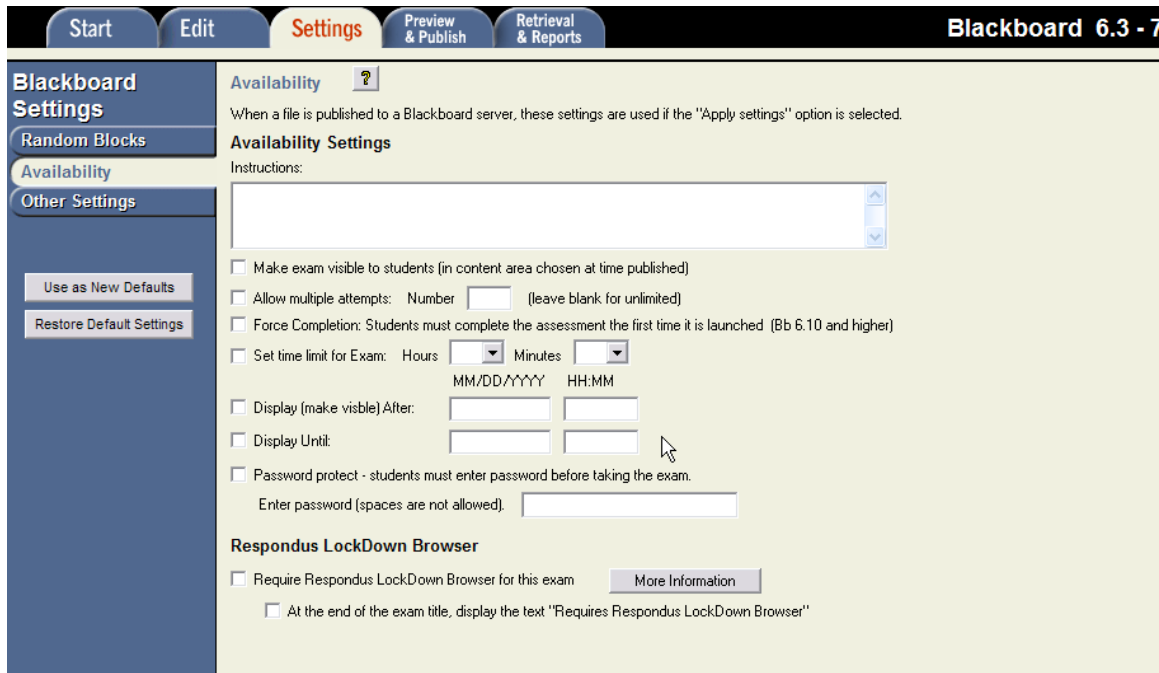 Start Edit Settings Preview & Publish Retrieval & Reports Blackboard 6.3 - 7
Blackboard Settings
Random Blocks
Availability
Other Settings
Use as New Defaults
Restore Default Settings
Availability ?
When a file is published to a Blackboard server, these settings are used if the "Apply settings" option is selected.
Availability Settings
Instructions:
Make exam visible to students (in content area chosen at time published)
Allow multiple attempts: Number (leave blank for unlimited)
Force Completion: Students must complete the assessment the first time it is launched (Bb 6.10 and higher)
Set time limit for Exam: Hours Minutes
MM/DD/YYYY HH:MM
Display (make visble) After:
Display Until:
Password protect - students must enter password before taking the exam.
Enter password (spaces are not allowed).
Respondus LockDown Browser
Require Respondus LockDown Browser for this exam More Information
At the end of the exam title, display the text "Requires Respondus LockDown Browser"